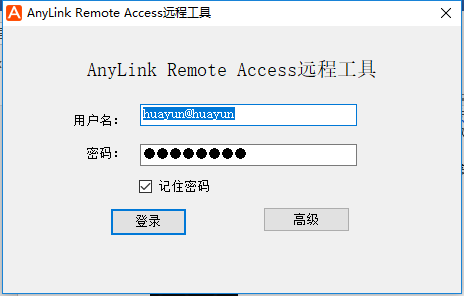 AnyLink Remote Access远程工具
AnyLink Remote Access远程工具
用户名： huayun@huayun
密码： ●●●●●●●●
记住密码
登录 高级